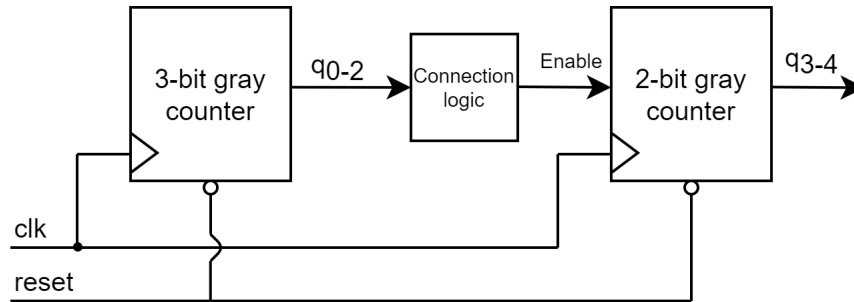 3-bit gray
counter
q0-2
Connection
logic
Enable
2-bit gray
counter
q3-4
clk
reset